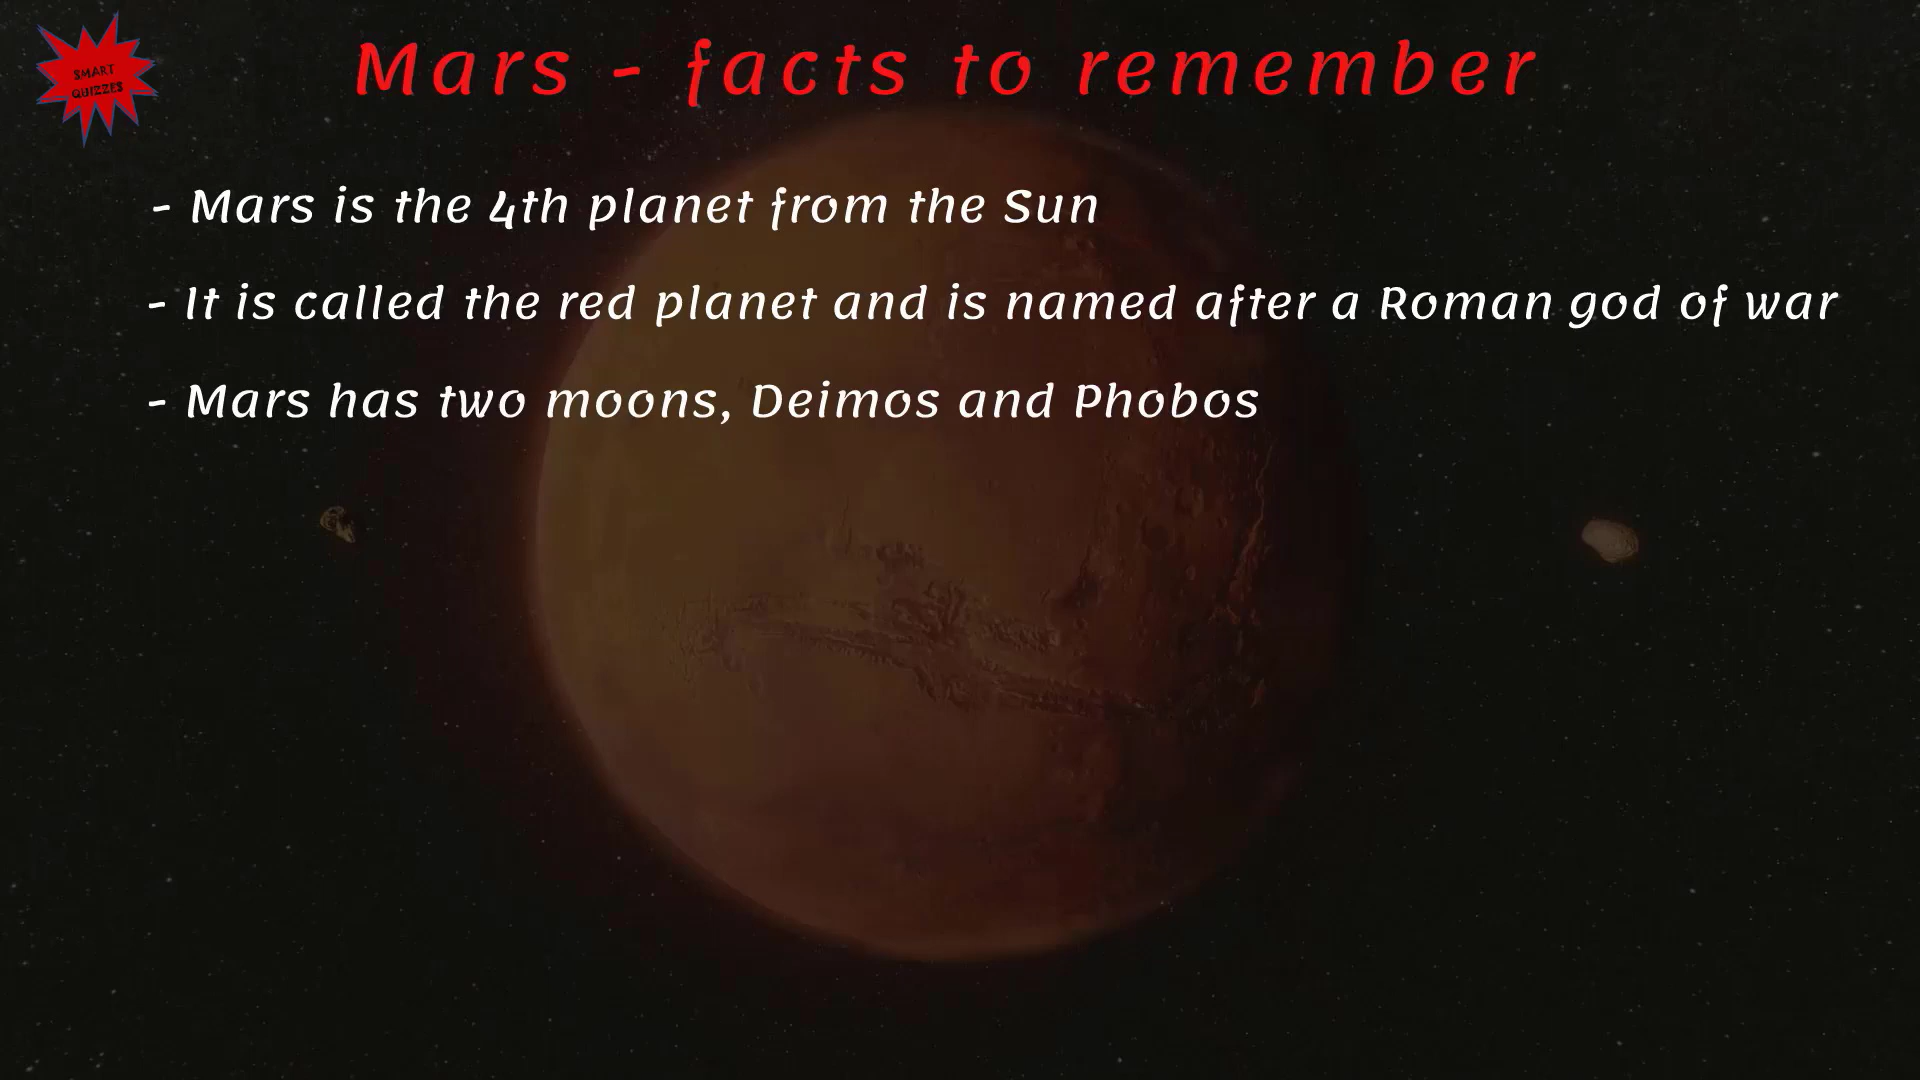 SMART
QUIZZES
Mars - facts to remember
- Mars is the 4th planet from the Sun
- It is called the red planet and is named after a Roman god of war
- Mars has two moons, Deimos and Phobos